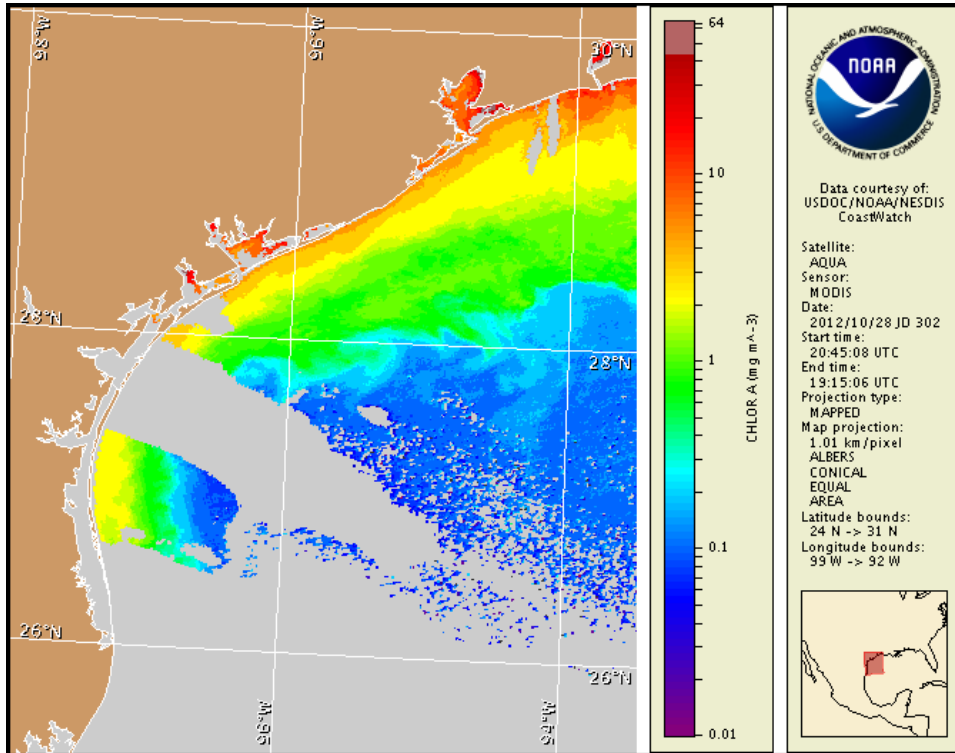 98°W
96°W
30°N
28°N
28°N
26°N
26°N
96°W
94°W
64
10
1
0.1
0.01
CHLOR A (mg m^-3)
NATIONAL OCEANIC AND ATMOSPHERIC ADMINISTRATION
NOAA
U.S. DEPARTMENT OF COMMERCE
Data courtesy of:
USDOC/NOAA/NESDIS
CoastWatch
Satellite:
AQUA
Sensor:
MODIS
Date:
2012/10/28 JD 302
Start time:
20:45:08 UTC
End time:
19:15:06 UTC
Projection type:
MAPPED
Map projection:
1.01 km/pixel
ALBERS
CONICAL
EQUAL
AREA
Latitude bounds:
24 N -> 31 N
Longitude bounds:
99 W -> 92 W